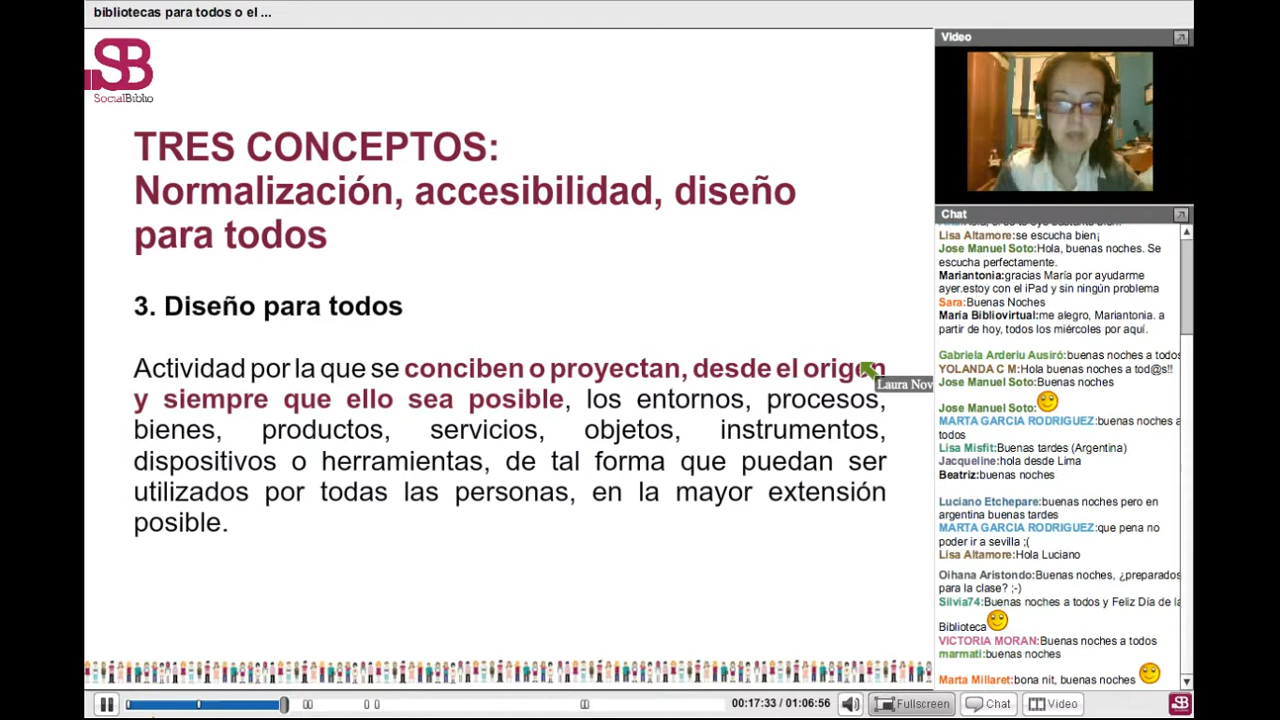 bibliotecas para todos o el ...
SB
SocialBiblio
TRES CONCEPTOS:
Normalización, accesibilidad, diseño
para todos
3. Diseño para todos
Actividad por la que se conciben o proyectan, desde el origen
y siempre que ello sea posible, los entornos, procesos,
bienes, productos, servicios, objetos, instrumentos,
dispositivos o herramientas, de tal forma que puedan ser
utilizados por todas las personas, en la mayor extensión
posible.
Laura Nov
Video
Chat
Lisa Altamore:se escucha bien¡
Jose Manuel Soto:Hola, buenas noches. Se
escucha perfectamente.
Mariantonia:gracias María por ayudarme
ayer.estoy con el iPad y sin ningún problema
Sara:Buenas Noches
María Bibliovirtual:me alegro, Mariantonia. a
partir de hoy, todos los miércoles por aquí.
Gabriela Arderiu Ausiró:buenas noches a todos
YOLANDA C M:Hola buenas noches a tod@s!!
Jose Manuel Soto:Buenas noches
Jose Manuel Soto:
MARTA GARCIA RODRIGUEZ:buenas noches a
todos
Lisa Misfit:Buenas tardes (Argentina)
Jacqueline:hola desde Lima
Beatriz:buenas noches
Luciano Etchepare:buenas noches pero en
argentina buenas tardes
MARTA GARCIA RODRIGUEZ:que pena no
poder ir a sevilla ;(
Lisa Altamore:Hola Luciano
Oihana Aristondo:Buenas noches, ¿preparados
para la clase? ;-)
Silvia74:Buenas noches a todos y Feliz Día de la
Biblioteca
VICTORIA MORAN:Buenas noches a todos
marmati:buenas noches
Marta Millaret:bona nit, buenas noches
00:17:33 / 01:06:56
Fullscreen
Chat
Video
SB